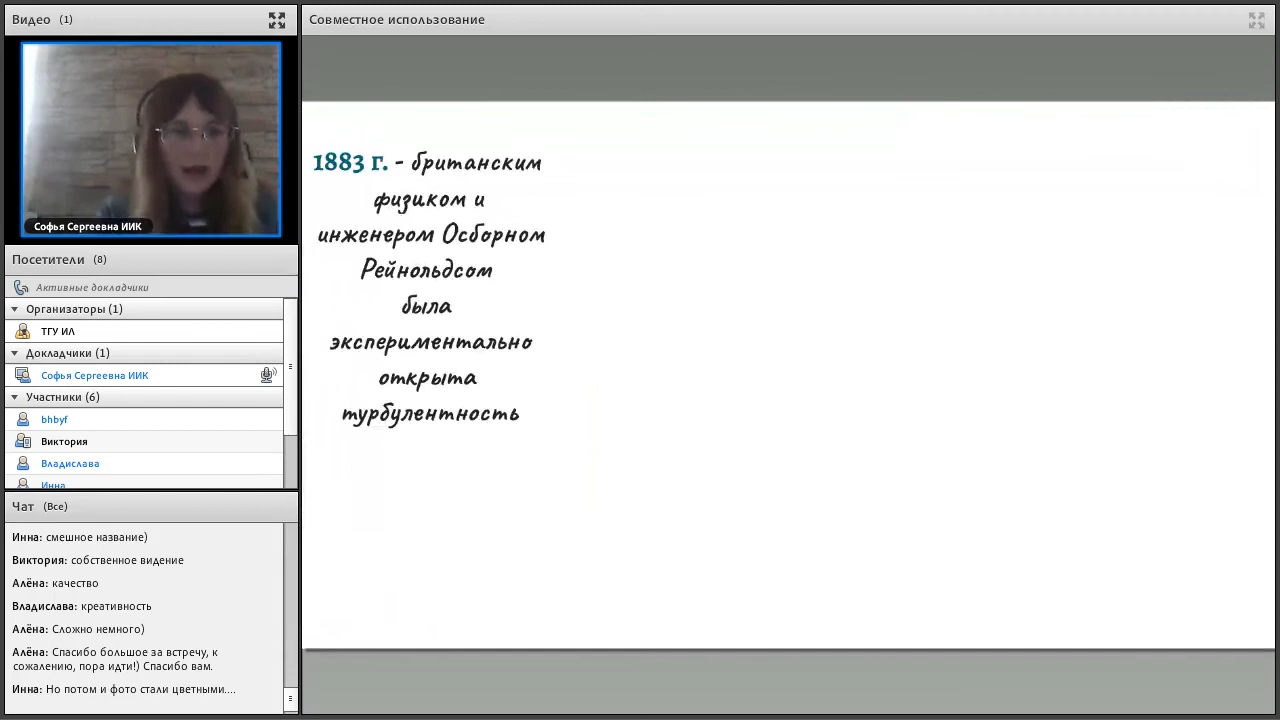 Видео (1)
Софья Сергеевна ИИК
Посетители (8)
Активные докладчики
Организаторы (1)
ТГУ ИЛ
Докладчики (1)
Софья Сергеевна ИИК
Участники (6)
bhbyf
Виктория
Владислава
Инна
Чат (Все)
Инна: смешное название)
Виктория: собственное видение
Алёна: качество
Владислава: креативность
Алёна: Сложно немного)
Алёна: Спасибо большое за встречу, к
сожалению, пора идти!) Спасибо вам.
Инна: Но потом и фото стали цветными....
Совместное использование
1883 г. - британским
физиком и
инженером Осборном
Рейнольдсом
была
экспериментально
открыта
турбулентность